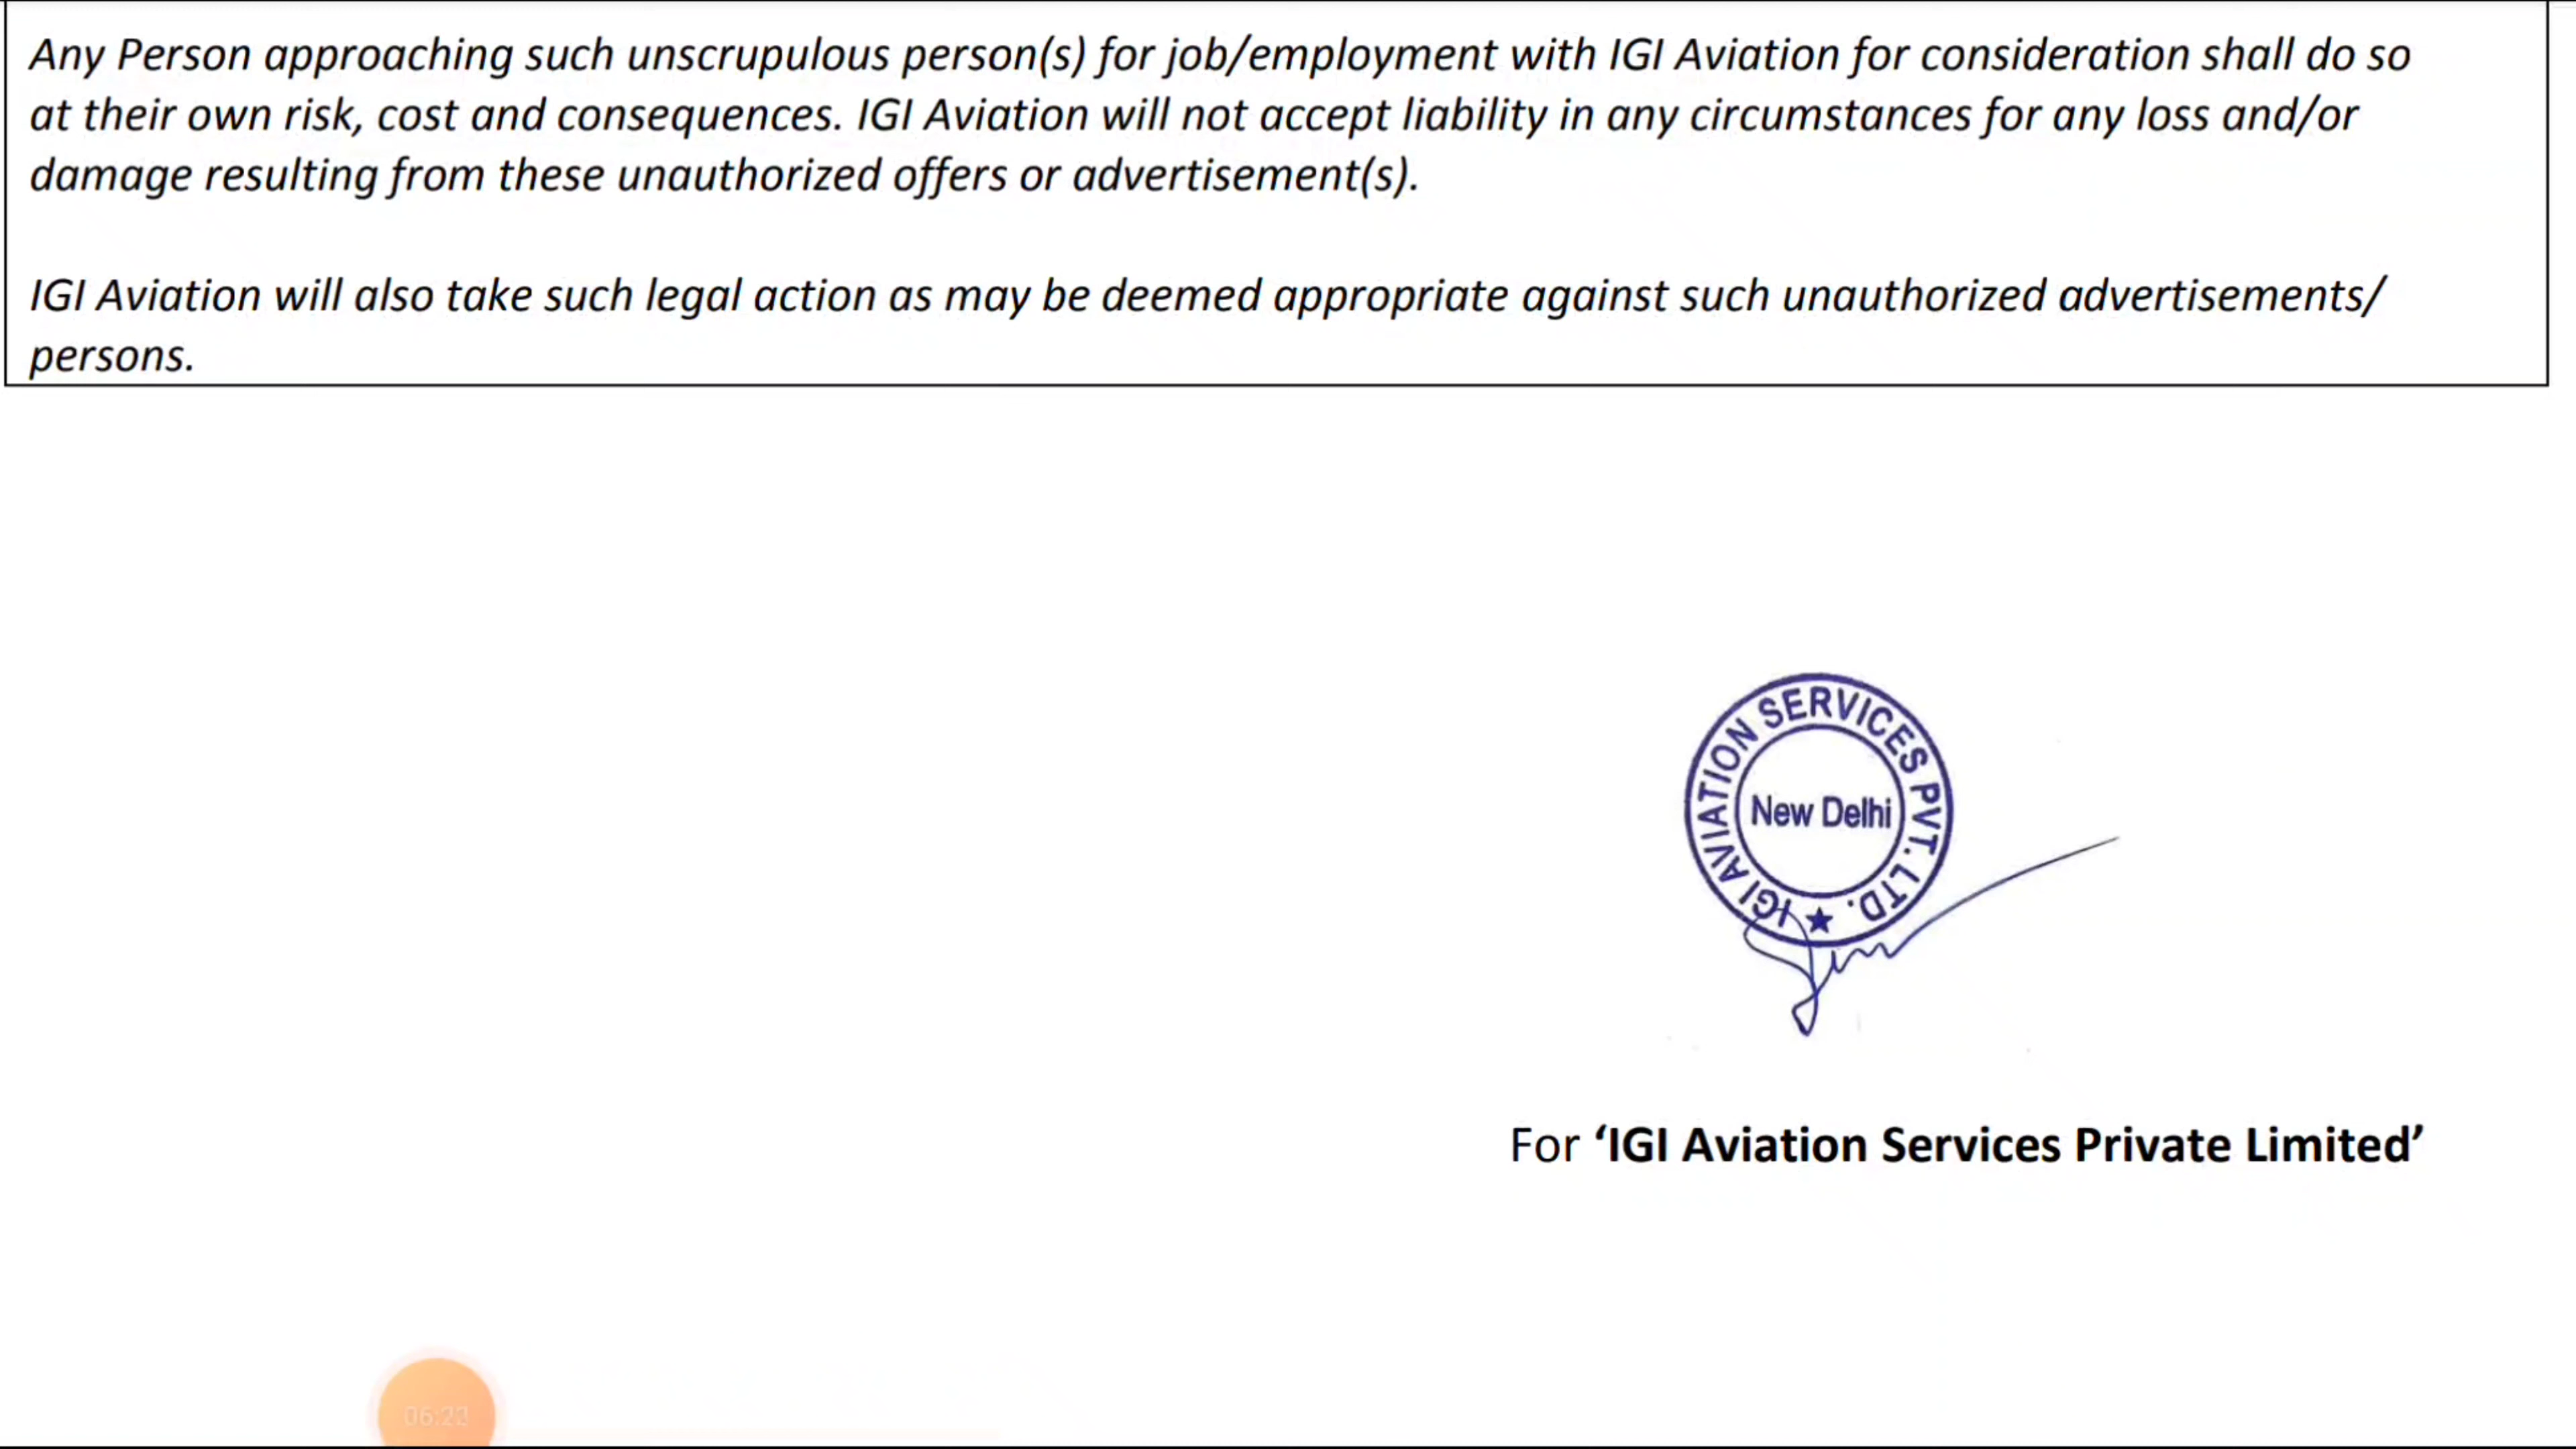 Any Person approaching such unscrupulous person(s) for job/employment with IGI Aviation for consideration shall do so
at their own risk, cost and consequences. IGI Aviation will not accept liability in any circumstances for any loss and/or
damage resulting from these unauthorized offers or advertisement(s).
IGI Aviation will also take such legal action as may be deemed appropriate against such unauthorized advertisements/
persons.
IGI AVIATION SERVICES PVT. LTD.
New Delhi
For ‘IGI Aviation Services Private Limited’